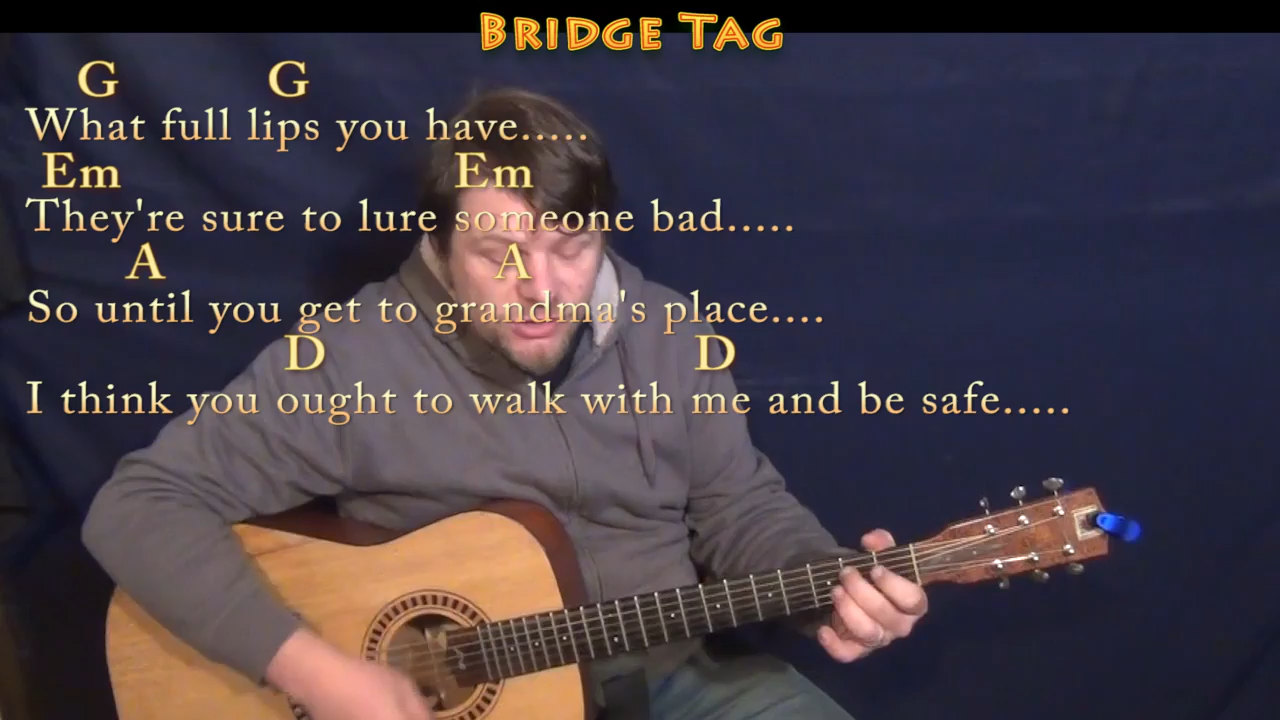 BRIDGE TAG
G G
What full lips you have.....
Em Em
They're sure to lure someone bad.....
A A
So until you get to grandma's place....
D D
I think you ought to walk with me and be safe.....